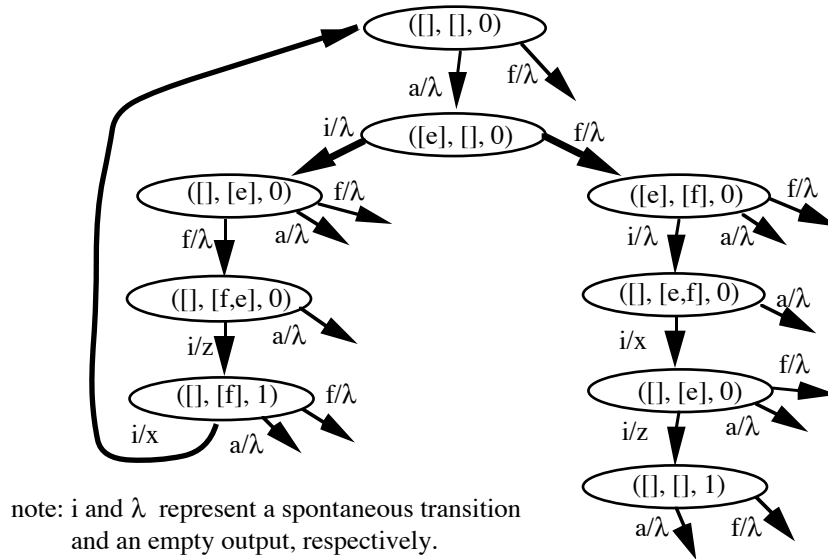 ([], [], 0)
a/λ
f/λ
([e], [], 0)
i/λ
f/λ
([], [e], 0)
f/λ
f/λ
a/λ
([e], [f], 0)
f/λ
i/λ
a/λ
([], [f,e], 0)
i/z
a/λ
([], [e,f], 0)
a/λ
i/x
([], [f], 1)
f/λ
i/x
a/λ
([], [e], 0)
f/λ
i/z
a/λ
([], [], 1)
a/λ
f/λ
note: i and λ represent a spontaneous transition
and an empty output, respectively.